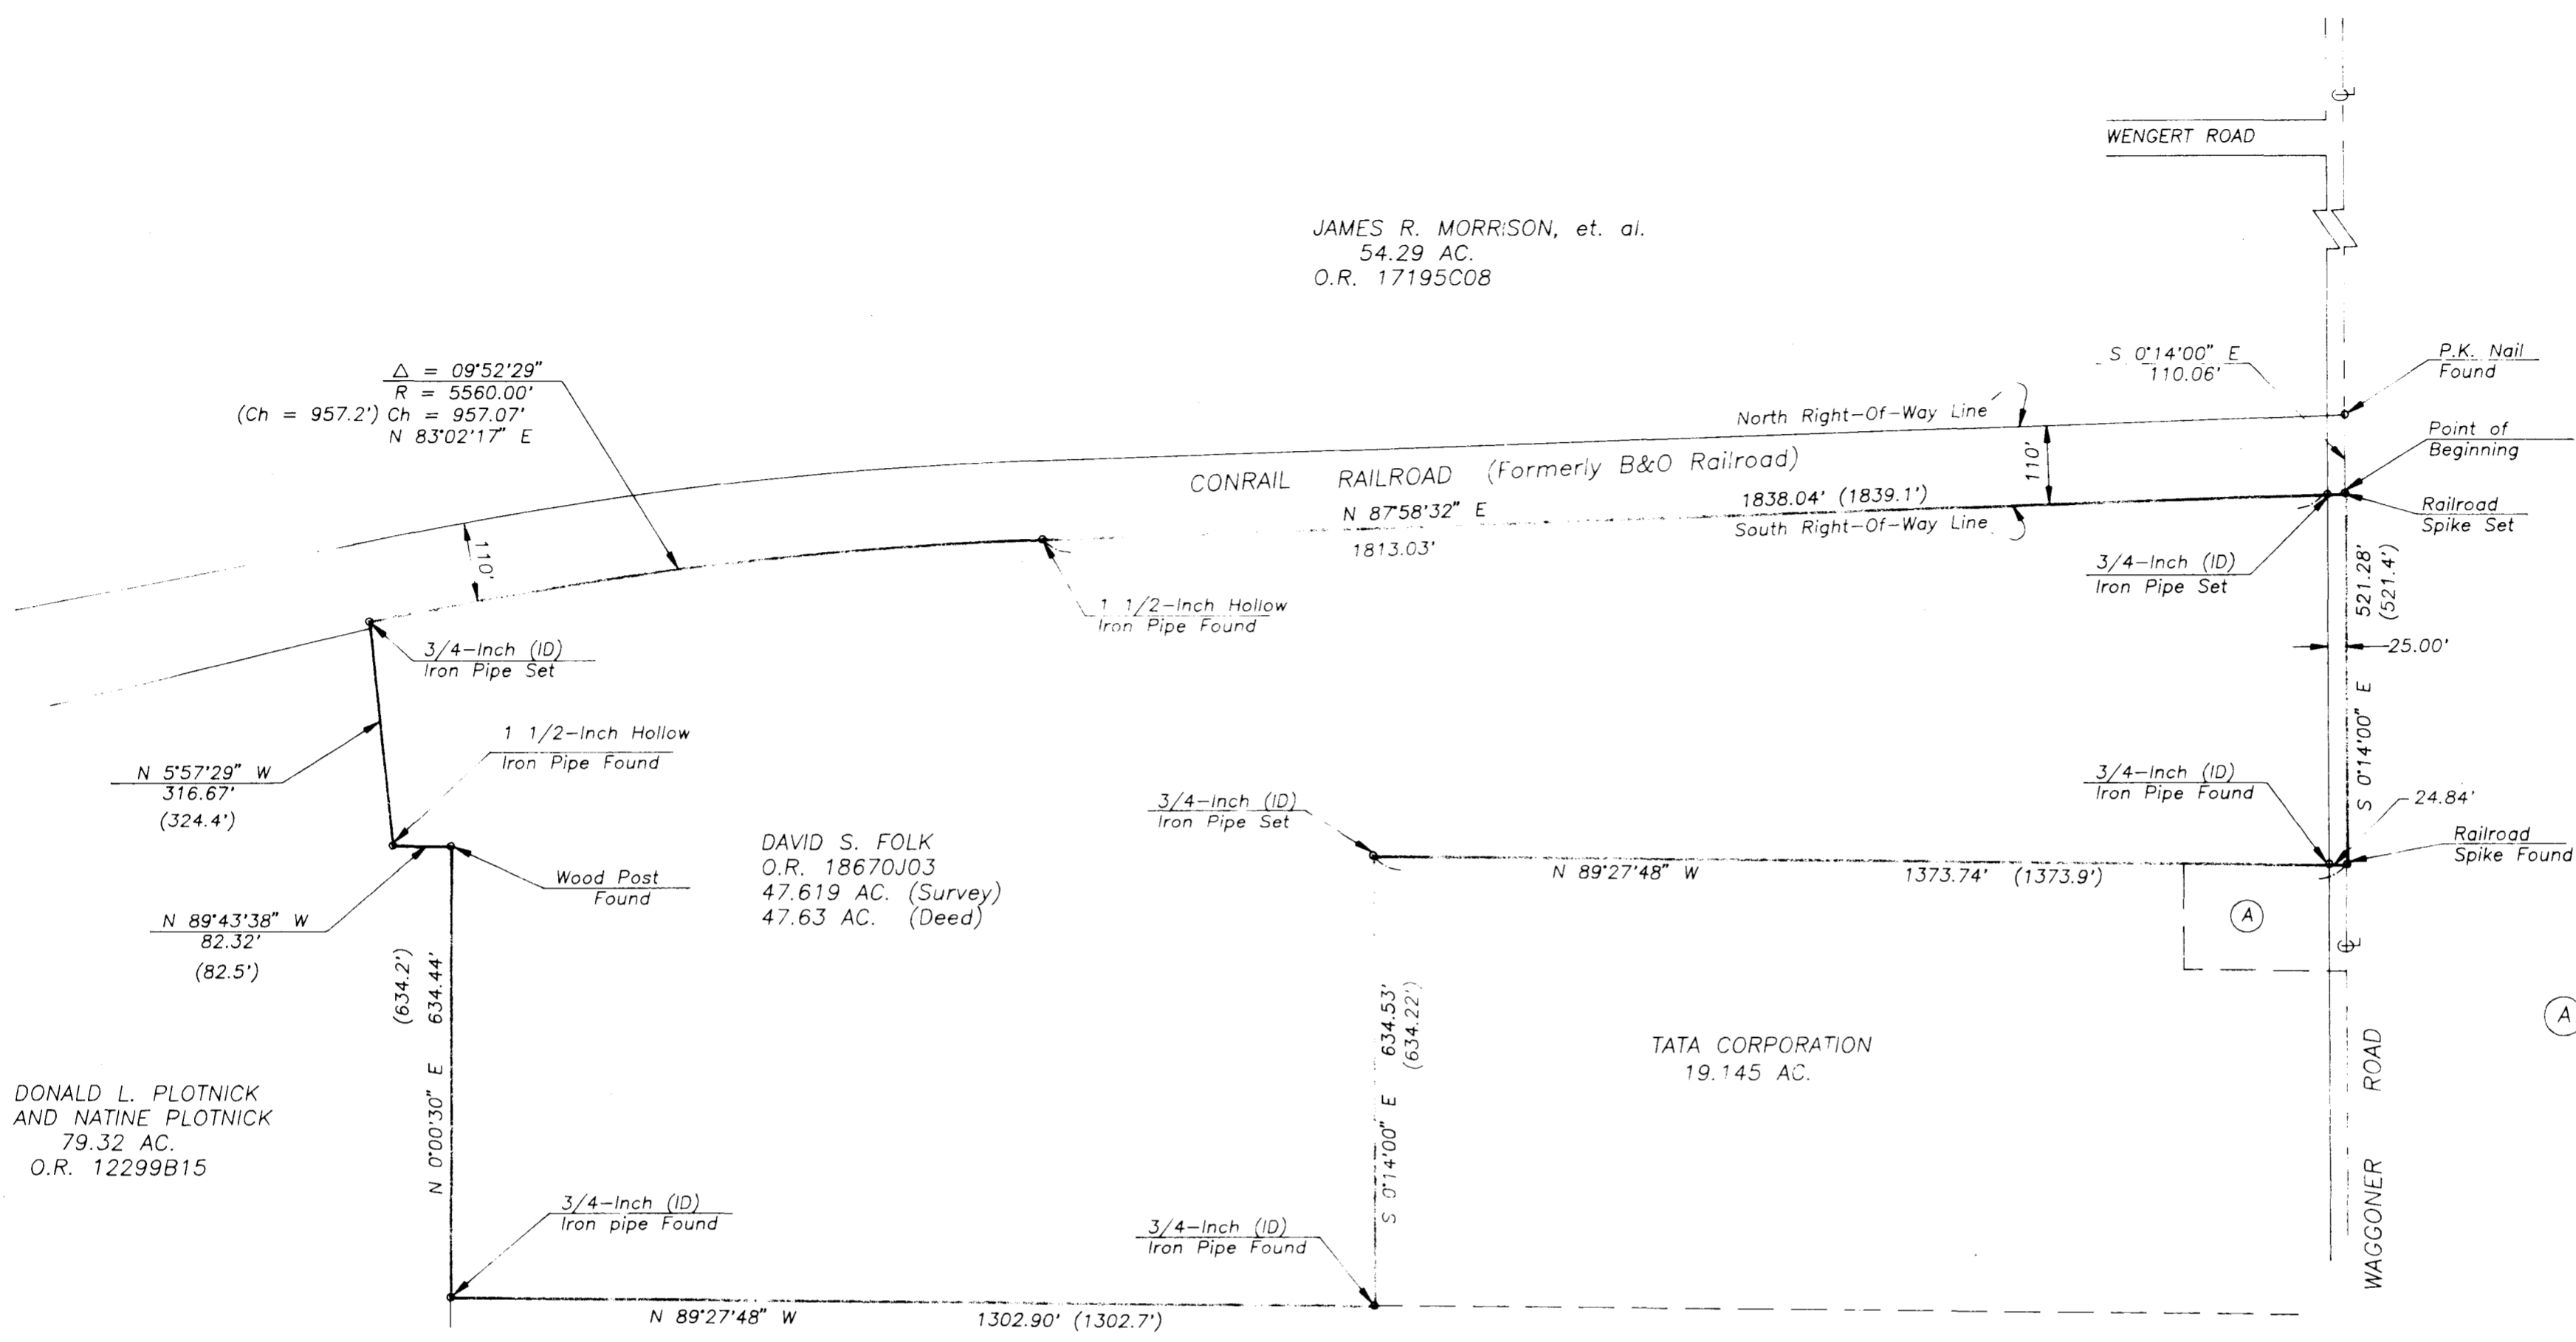 WENGERT ROAD
JAMES R. MORRISON, et. al.
54.29 AC.
O.R. 17195C08
S 0°14'00" E
110.06'
P.K. Nail
Found
Δ = 09°52'29"
R = 5560.00'
(Ch = 957.2') Ch = 957.07'
N 83°02'17" E
North Right-Of-Way Line
Point of
Beginning
CONRAIL RAILROAD (Formerly B&O Railroad)
110'
N 87°58'32" E
1838.04' (1839.1')
South Right-Of-Way Line
1813.03'
Railroad
Spike Set
110'
3/4-Inch (ID)
Iron Pipe Set
521.28'
(521.4')
1 1/2-Inch Hollow
Iron Pipe Found
3/4-Inch (ID)
Iron Pipe Set
25.00'
S 0°14'00" E
1 1/2-Inch Hollow
Iron Pipe Found
N 5°57'29" W
316.67'
(324.4')
3/4-Inch (ID)
Iron Pipe Set
3/4-Inch (ID)
Iron Pipe Found
24.84'
Railroad
Spike Found
DAVID S. FOLK
O.R. 18670J03
47.619 AC. (Survey)
47.63 AC. (Deed)
Wood Post
Found
N 89°27'48" W
1373.74' (1373.9')
N 89°43'38" W
82.32'
(82.5')
A
(634.2')
N 0°00'30" E 634.44'
S 0°14'00" E 634.53'
(634.22')
A
TATA CORPORATION
19.145 AC.
WAGGONER ROAD
DONALD L. PLOTNICK
AND NATINE PLOTNICK
79.32 AC.
O.R. 12299B15
3/4-Inch (ID)
Iron pipe Found
3/4-Inch (ID)
Iron Pipe Found
N 89°27'48" W
1302.90' (1302.7')